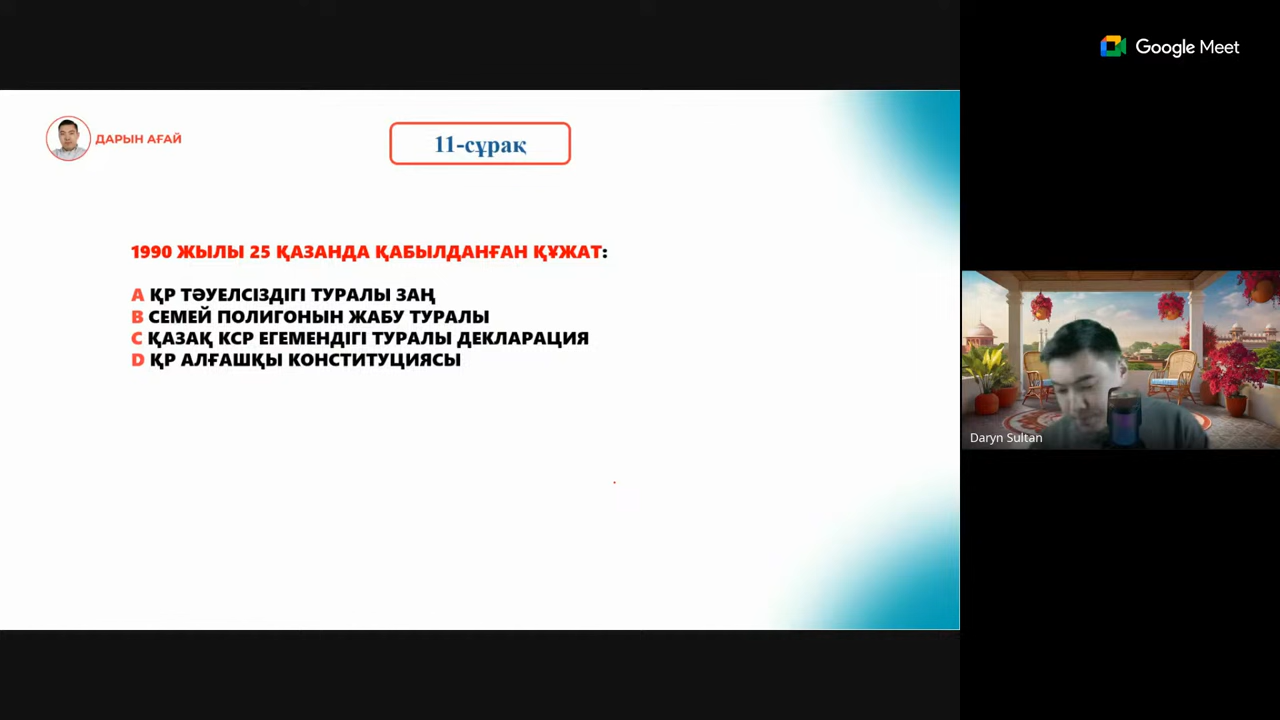 Google Meet
ДАРЫН АҒАЙ
11-сұрақ
1990 ЖЫЛЫ 25 ҚАЗАНДА ҚАБЫЛДАНҒАН ҚҰЖАТ:
A ҚР ТӘУЕЛСІЗДІГІ ТУРАЛЫ ЗАҢ
B СЕМЕЙ ПОЛИГОНЫН ЖАБУ ТУРАЛЫ
C ҚАЗАҚ КСР ЕГЕМЕНДІГІ ТУРАЛЫ ДЕКЛАРАЦИЯ
D ҚР АЛҒАШҚЫ КОНСТИТУЦИЯСЫ
Daryn Sultan